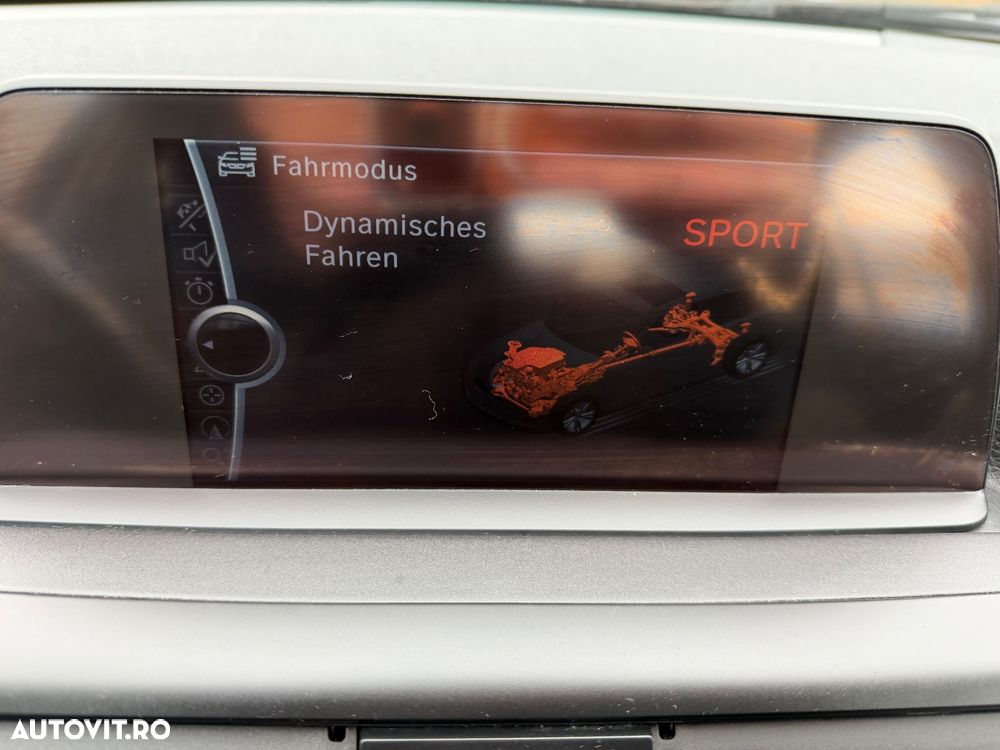 Fahrmodus
Dynamisches
Fahren
SPORT
AUTOVIT.RO